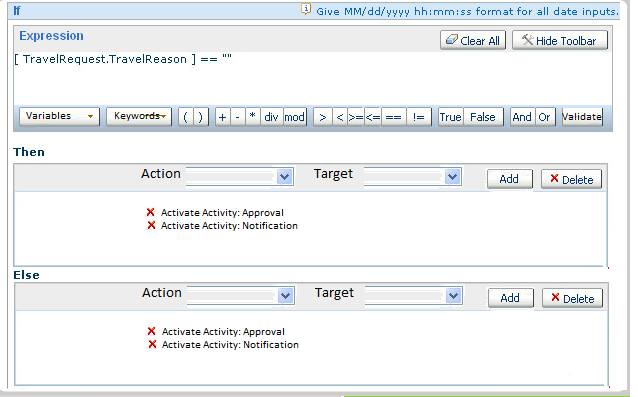 If
Give MM/dd/yyyy hh:mm:ss format for all date inputs.
Expression
Clear All
Hide Toolbar
[ TravelRequest.TravelReason ] == ""
Variables Keywords ( ) + - * div mod > < >= <= == != True False And Or Validate
Then
Action Target Add Delete
Activate Activity: Approval
Activate Activity: Notification
Else
Action Target Add Delete
Activate Activity: Approval
Activate Activity: Notification